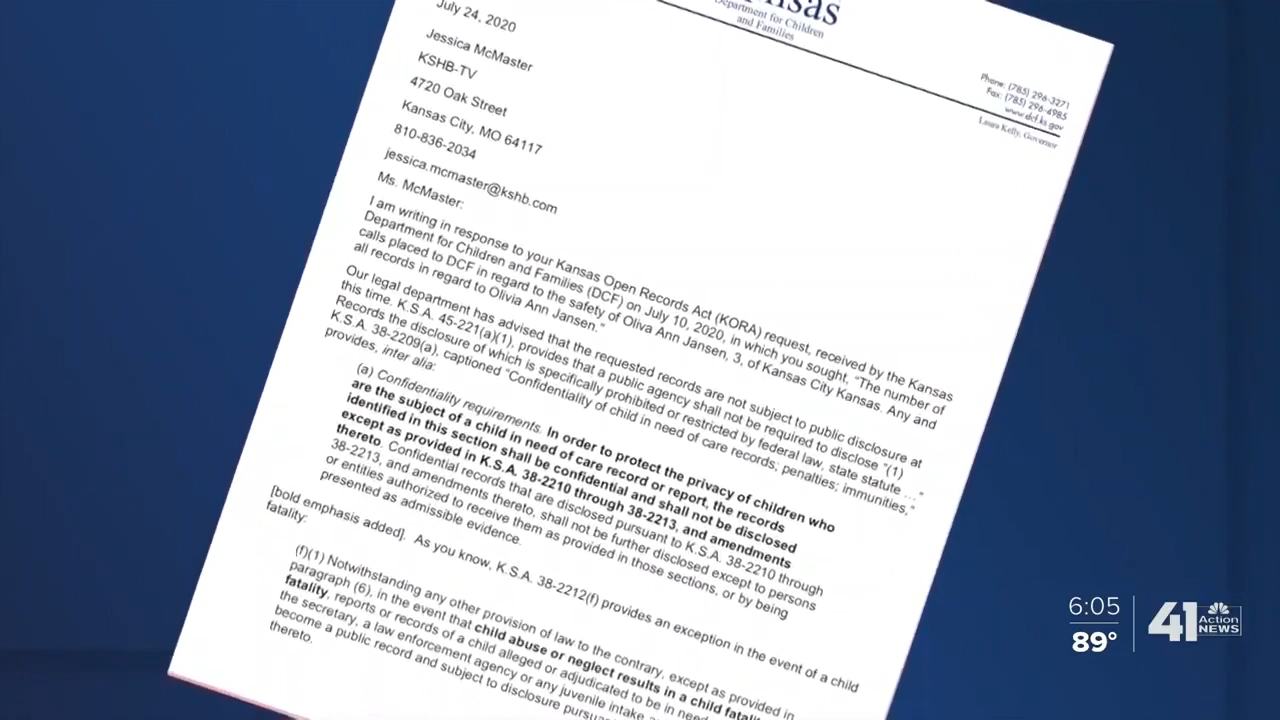 Department for Children
and Families
Phone: (785) 296-3271
Fax: (785) 296-4985
www.dcf.ks.gov
Laura Kelly, Governor
July 24, 2020
Jessica McMaster
KSHB-TV
4720 Oak Street
Kansas City, MO 64117
810-836-2034
jessica.mcmaster@kshb.com
Ms. McMaster:
I am writing in response to your Kansas Open Records Act (KORA) request, received by the Kansas
Department for Children and Families (DCF) on July 10, 2020, in which you sought, "The number of
calls placed to DCF in regard to the safety of Oliva Ann Jansen, 3, of Kansas City Kansas. Any and
all records in regard to Olivia Ann Jansen."
Our legal department has advised that the requested records are not subject to public disclosure at
this time. K.S.A. 45-221(a)(1), provides that a public agency shall not be required to disclose "(1)
Records the disclosure of which is specifically prohibited or restricted by federal law, state statute ..."
K.S.A. 38-2209(a), captioned "Confidentiality of child in need of care records; penalties; immunities,"
provides, inter alia:
(a) Confidentiality requirements. In order to protect the privacy of children who
are the subject of a child in need of care record or report, the records
identified in this section shall be confidential and shall not be disclosed
except as provided in K.S.A. 38-2210 through 38-2213, and amendments
thereto. Confidential records that are disclosed pursuant to K.S.A. 38-2210 through
38-2213, and amendments thereto, shall not be further disclosed except to persons
or entities authorized to receive them as provided in those sections, or by being
presented as admissible evidence.
[bold emphasis added]. As you know, K.S.A. 38-2212(f) provides an exception in the event of a child
fatality:
(f)(1) Notwithstanding any other provision of law to the contrary, except as provided in
paragraph (6), in the event that child abuse or neglect results in a child fatality
fatality, reports or records of a child alleged or adjudicated to be in need
the secretary, a law enforcement agency or any juvenile intake
become a public record and subject to disclosure
thereto.
6:05
89°
41
Action
NEWS